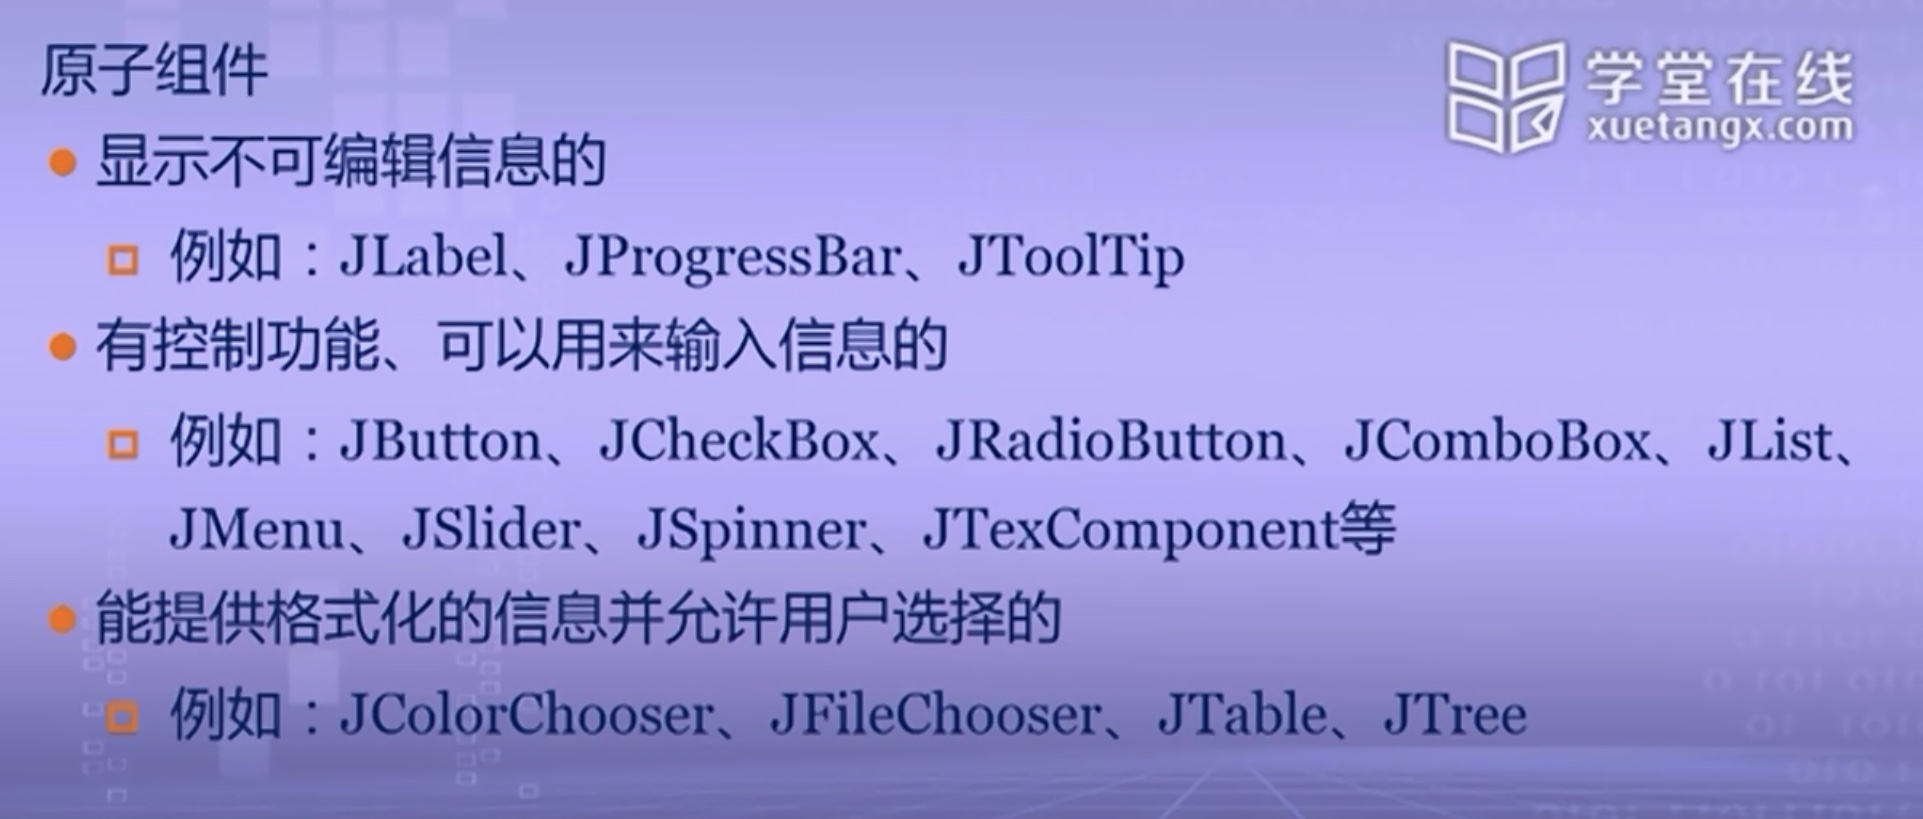 原子组件
学堂在线
xuetangx.com
显示不可编辑信息的
例如：JLabel、JProgressBar、JToolTip
有控制功能、可以用来输入信息的
例如：JButton、JCheckBox、JRadioButton、JComboBox、JList、
JMenu、JSlider、JSpinner、JTexComponent等
能提供格式化的信息并允许用户选择的
例如：JColorChooser、JFileChooser、JTable、JTree